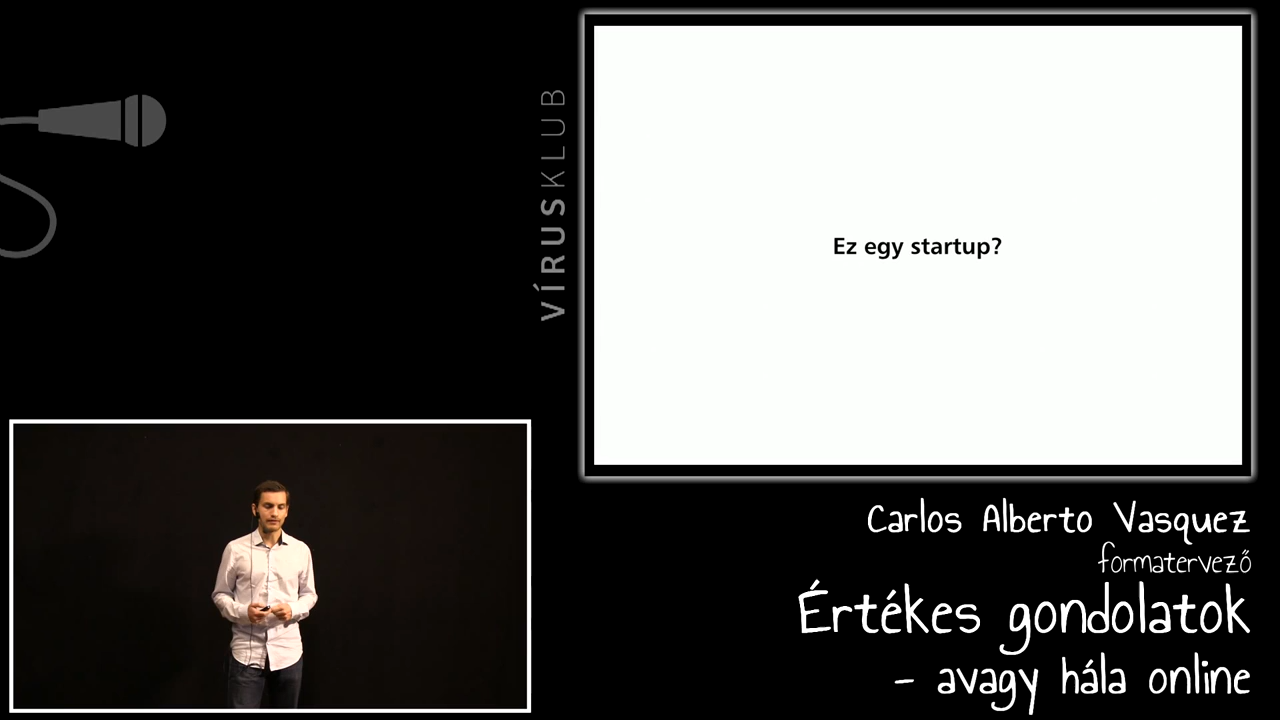 VÍRUSKLUB
Ez egy startup?
Carlos Alberto Vasquez
formatervező
Értékes gondolatok
- avagy hála online